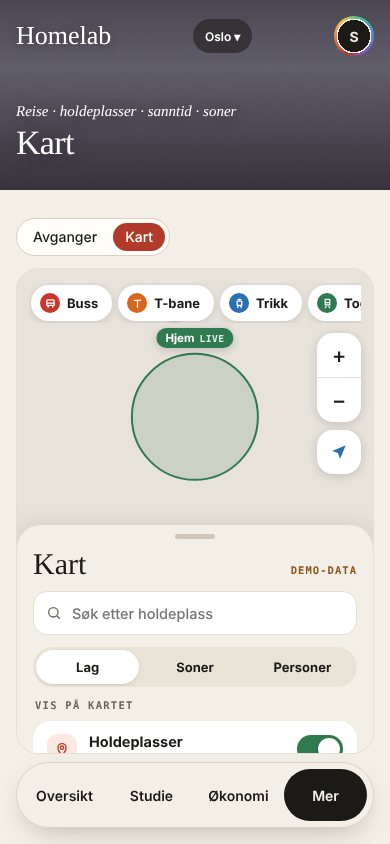 Homelab
Oslo ▾
S
Reise · holdeplasser · sanntid · soner
Kart
Avganger
Kart
Buss
T-bane
Trikk
Hjem LIVE
+
−
Kart
DEMO-DATA
Søk etter holdeplass
Lag
Soner
Personer
VIS PÅ KARTET
Holdeplasser
Oversikt
Studie
Økonomi
Mer